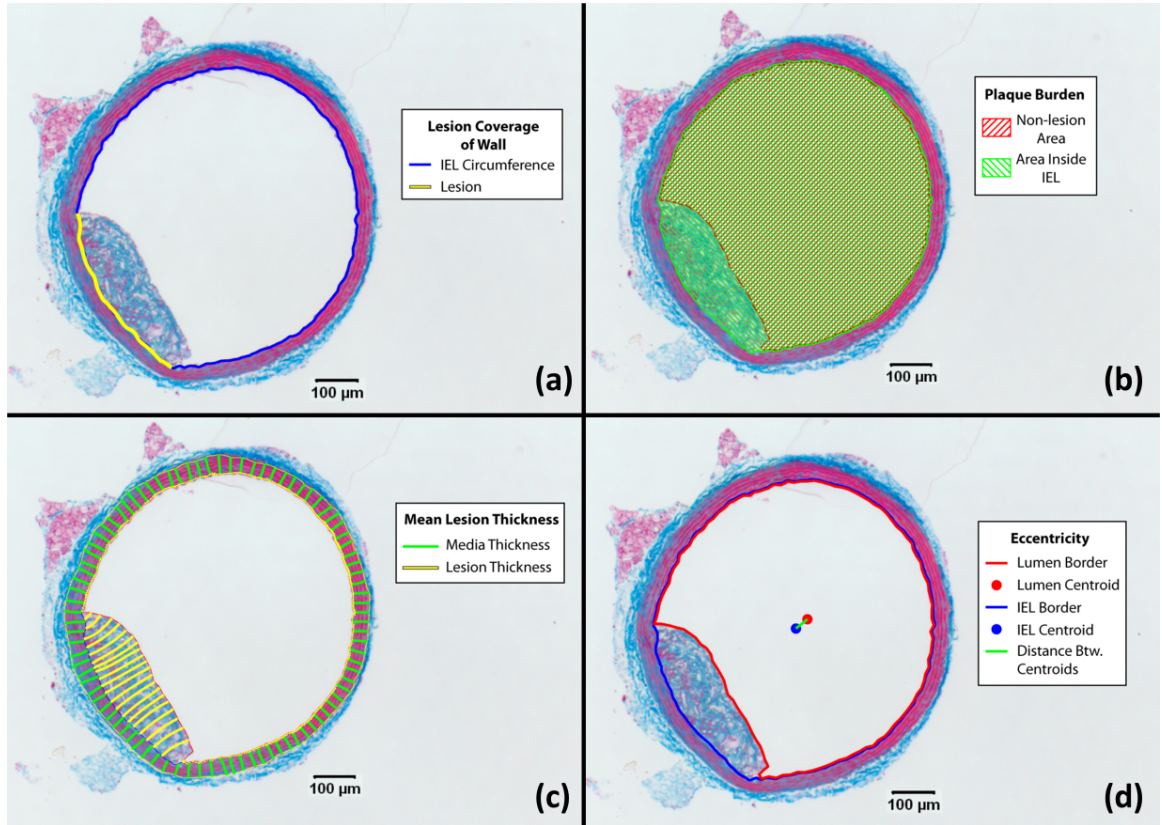 Lesion Coverage
of Wall
IEL Circumference
Lesion
100 µm
(a)
Plaque Burden
Non-lesion
Area
Area Inside
IEL
100 µm
(b)
Mean Lesion Thickness
Media Thickness
Lesion Thickness
100 µm
(c)
Eccentricity
Lumen Border
Lumen Centroid
IEL Border
IEL Centroid
Distance Btw.
Centroids
100 µm
(d)